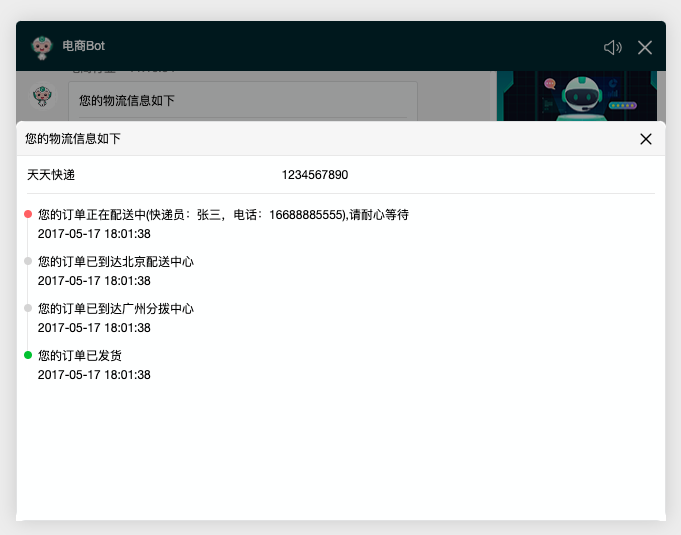 电商Bot
您的物流信息如下
您的物流信息如下
天天快递 1234567890
您的订单正在配送中(快递员：张三，电话：16688885555),请耐心等待
2017-05-17 18:01:38
您的订单已到达北京配送中心
2017-05-17 18:01:38
您的订单已到达广州分拨中心
2017-05-17 18:01:38
您的订单已发货
2017-05-17 18:01:38